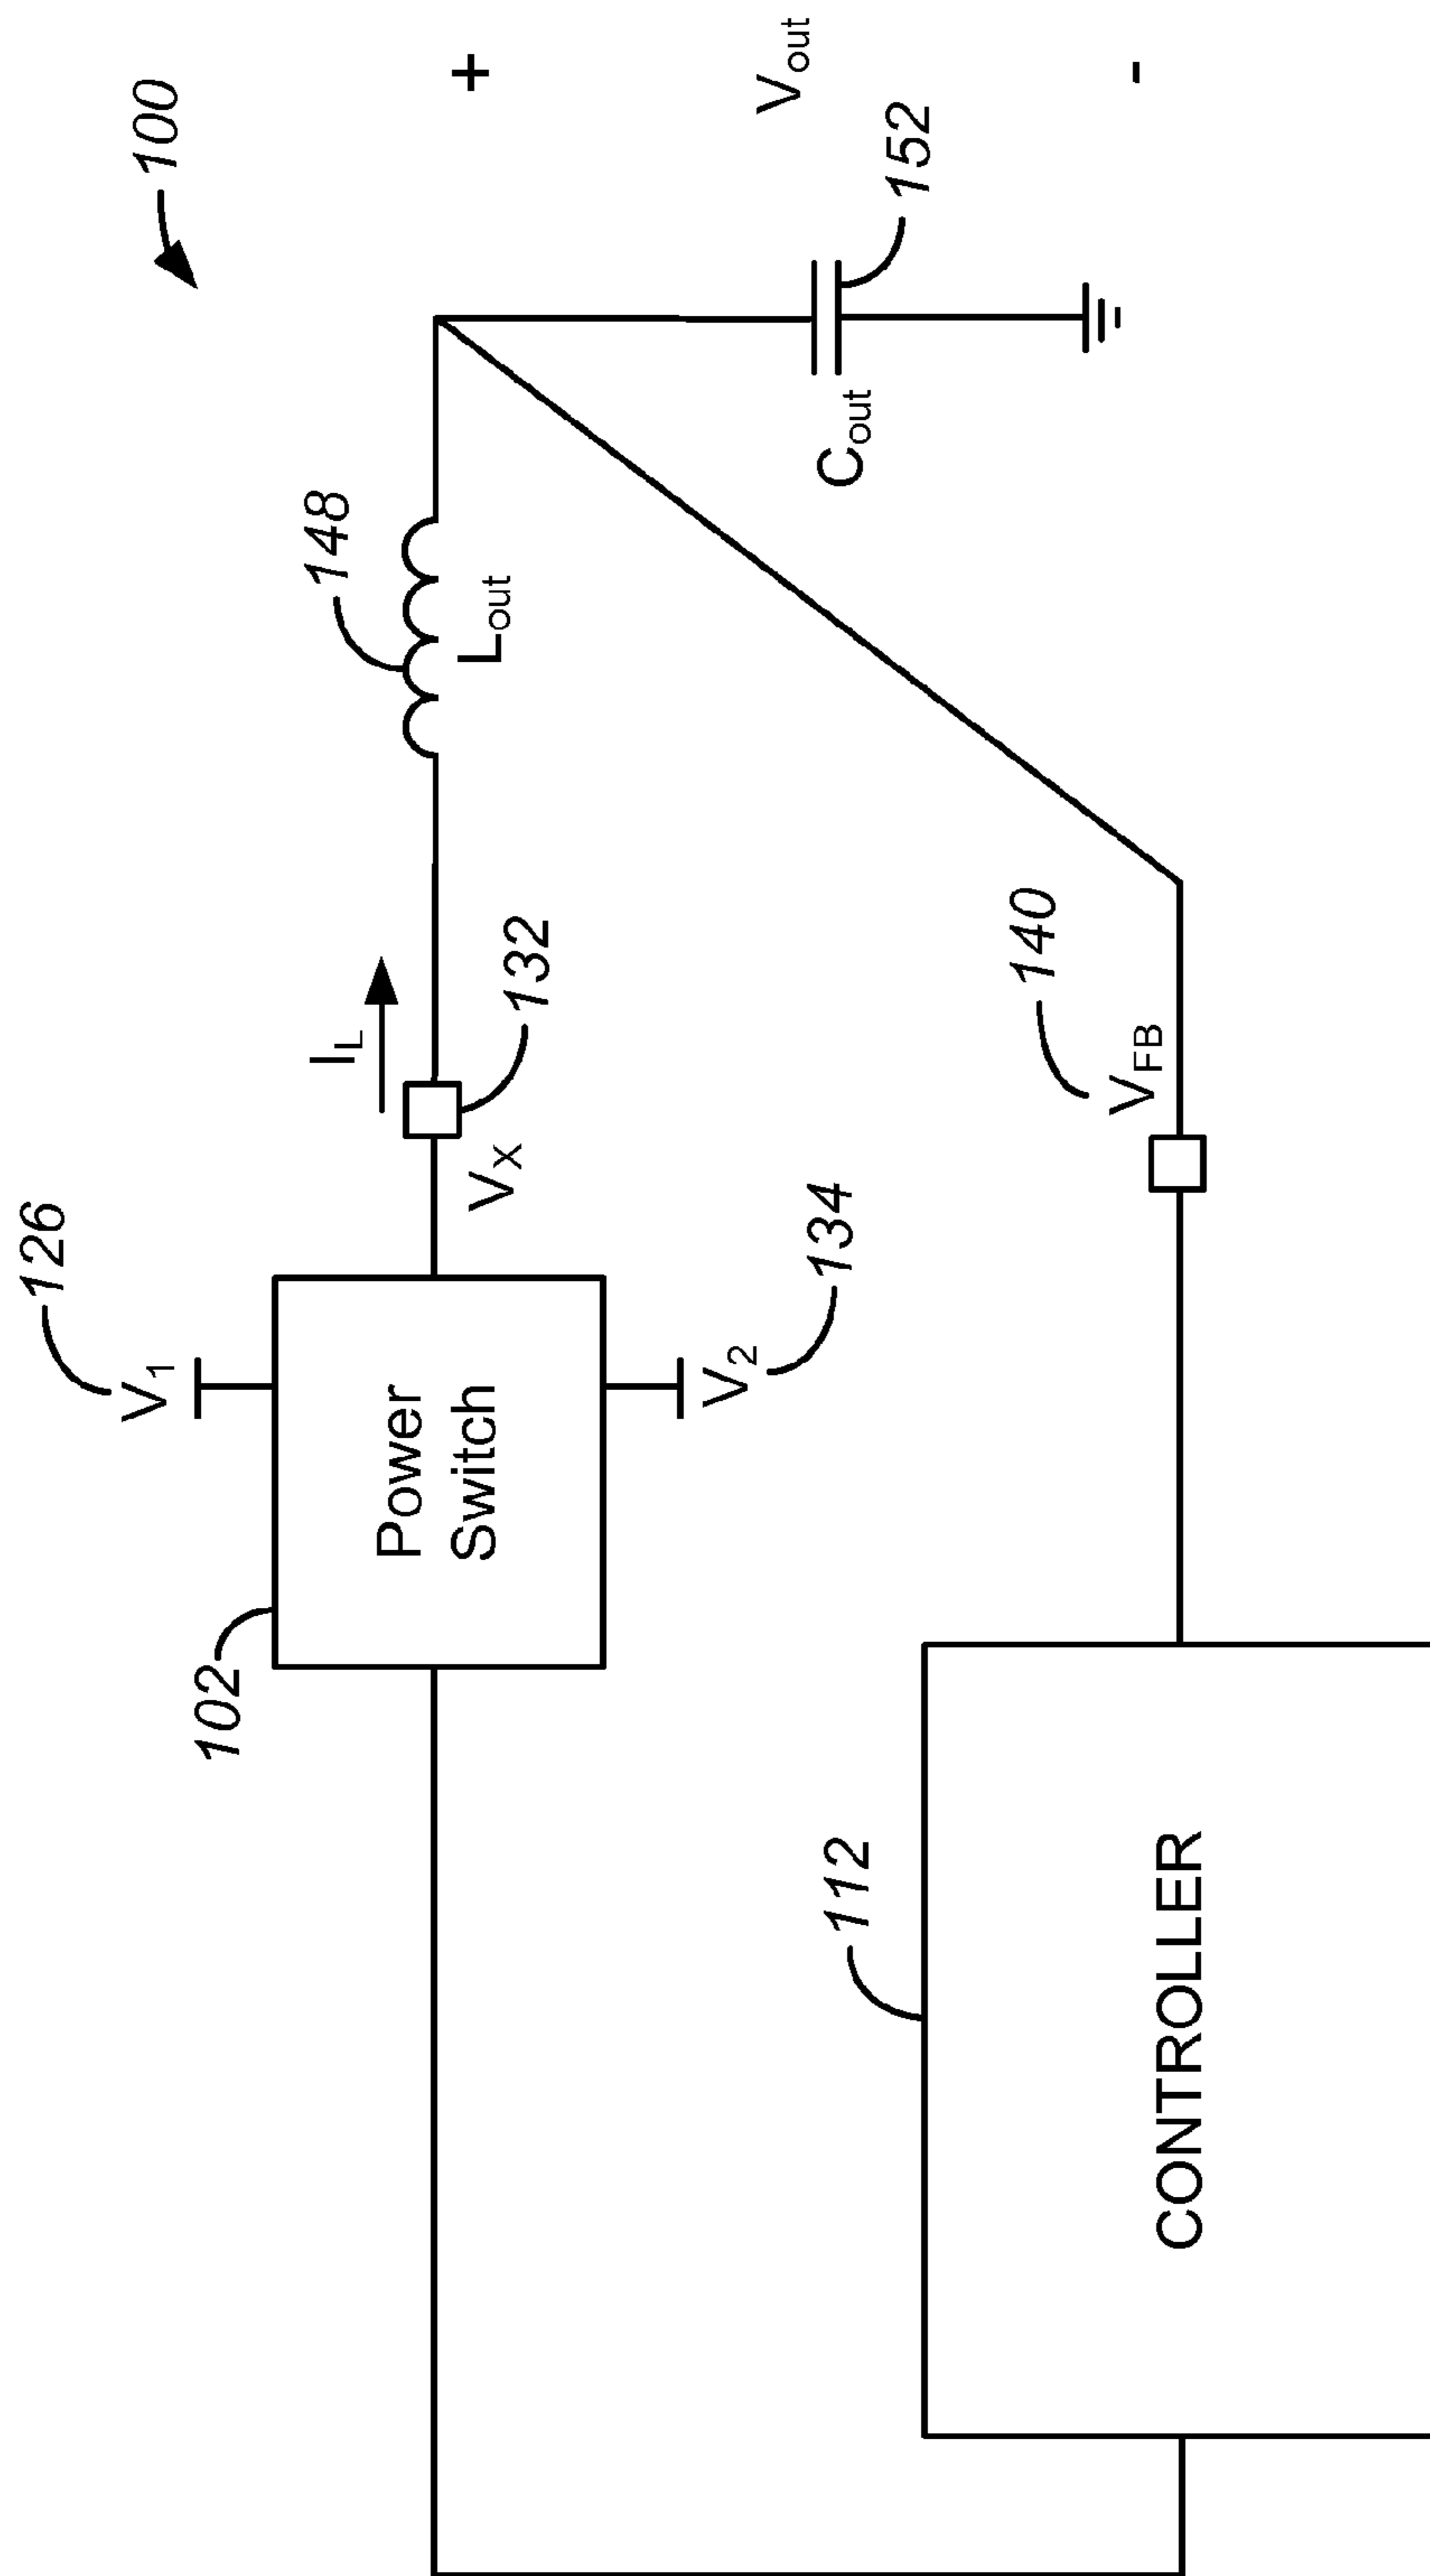 100
126
V1
IL
148
+
102
Power
Switch
VX
132
Lout
V2
134
Cout
152
Vout
112
140
VFB
CONTROLLER
-